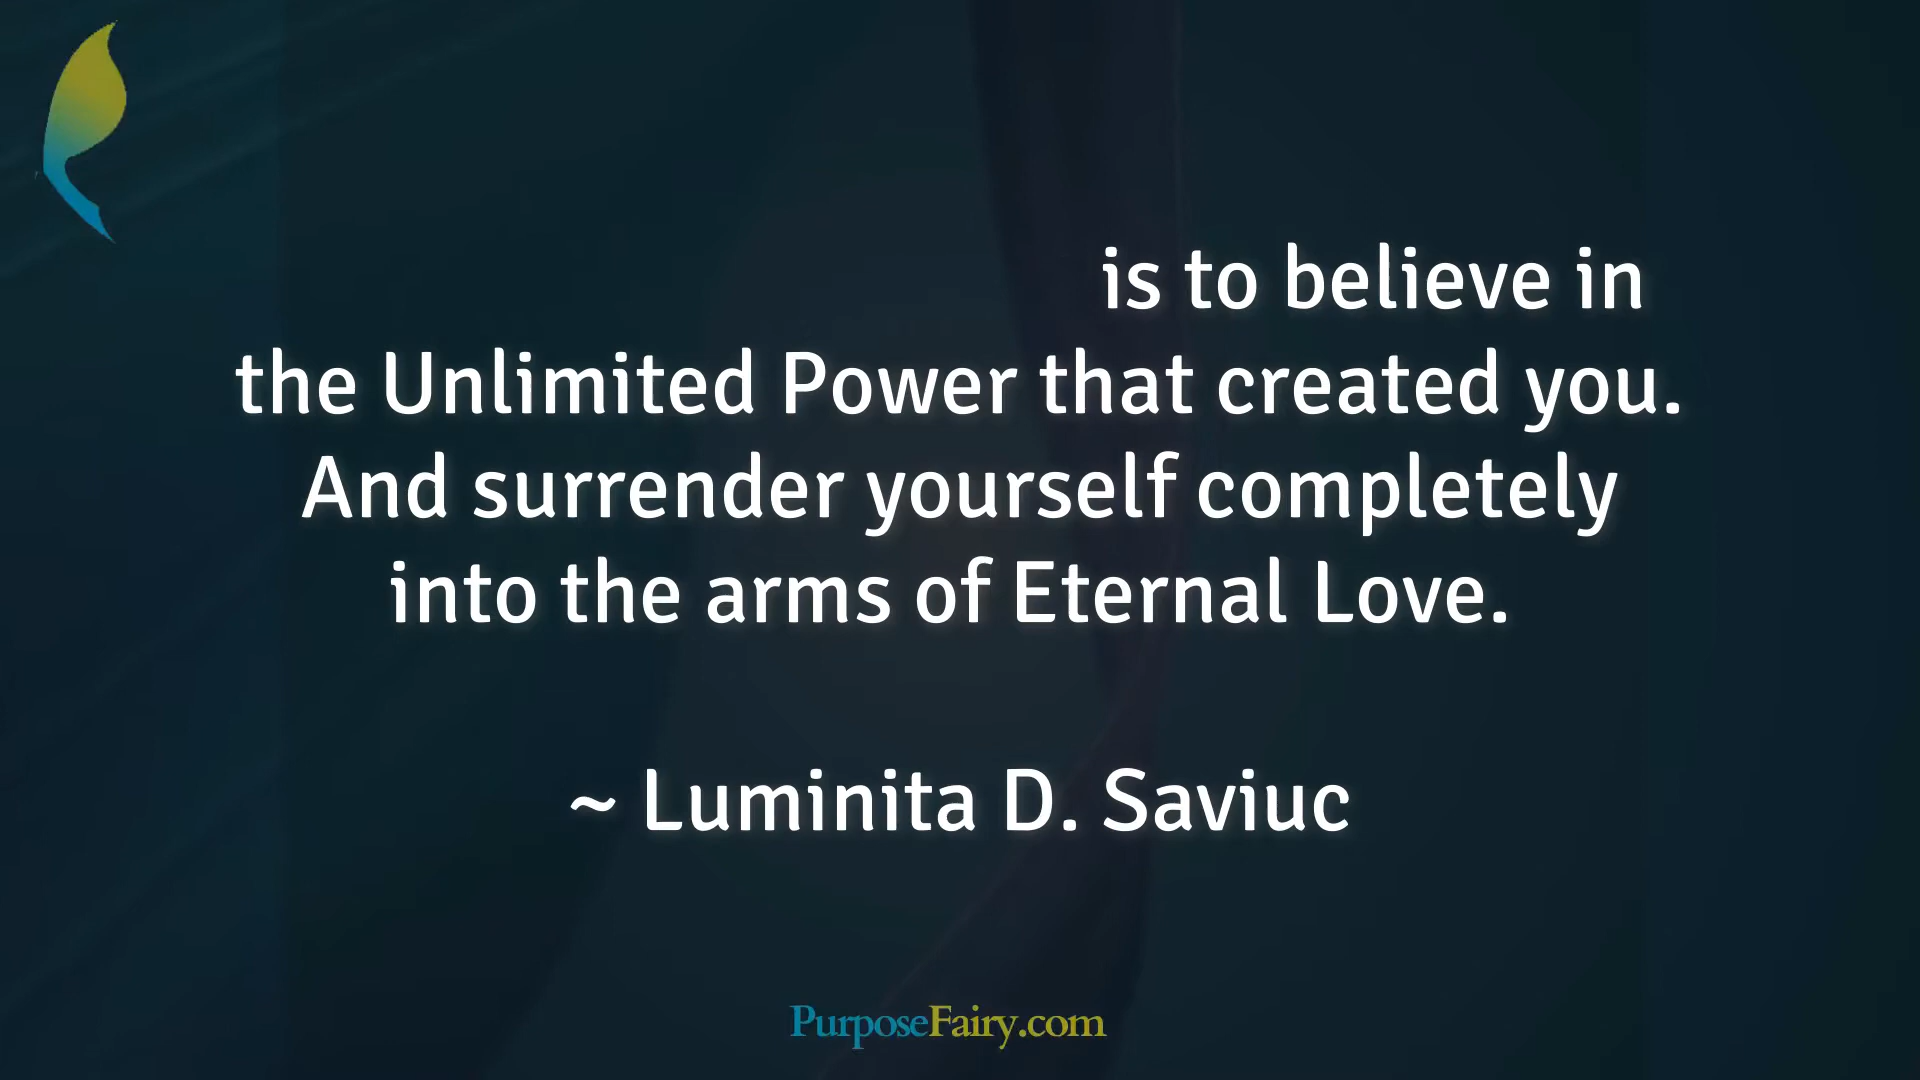 is to believe in
the Unlimited Power that created you.
And surrender yourself completely
into the arms of Eternal Love.
~ Luminita D. Saviuc
PurposeFairy.com